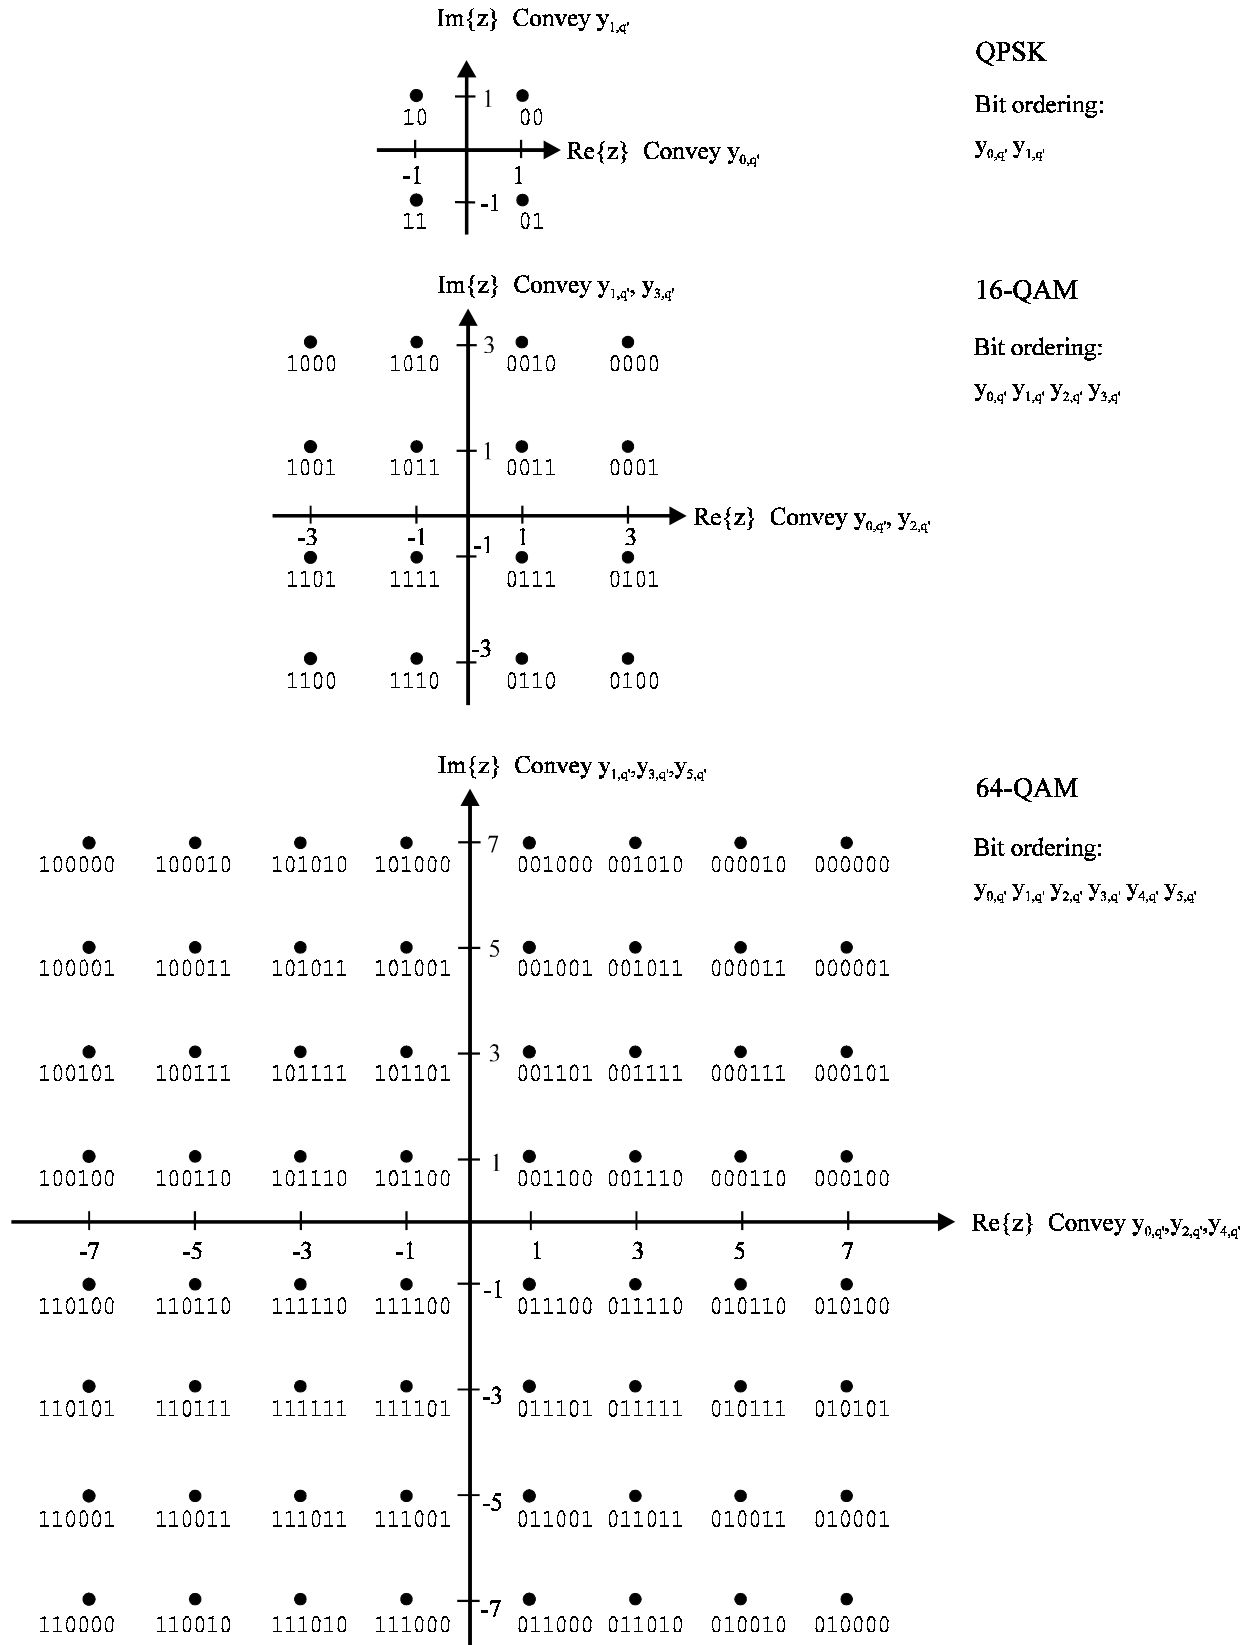 Im{z} Convey y1,q'
QPSK
1
10 00
Bit ordering:
Re{z} Convey y0,q'
y0,q' y1,q'
-1 1
-1
11 01
Im{z} Convey y1,q', y3,q'
16-QAM
3
1000 1010 0010 0000
Bit ordering:
y0,q' y1,q' y2,q' y3,q'
1
1001 1011 0011 0001
Re{z} Convey y0,q', y2,q'
-3 -1 1 3
-1
1101 1111 0111 0101
-3
1100 1110 0110 0100
Im{z} Convey y1,q',y3,q',y5,q'
64-QAM
7
100000 100010 101010 101000 001000 001010 000010 000000
Bit ordering:
y0,q' y1,q' y2,q' y3,q' y4,q' y5,q'
5
100001 100011 101011 101001 001001 001011 000011 000001
3
100101 100111 101111 101101 001101 001111 000111 000101
1
100100 100110 101110 101100 001100 001110 000110 000100
Re{z} Convey y0,q',y2,q',y4,q'
-7 -5 -3 -1 1 3 5 7
-1
110100 110110 111110 111100 011100 011110 010110 010100
-3
110101 110111 111111 111101 011101 011111 010111 010101
-5
110001 110011 111011 111001 011001 011011 010011 010001
-7
110000 110010 111010 111000 011000 011010 010010 010000